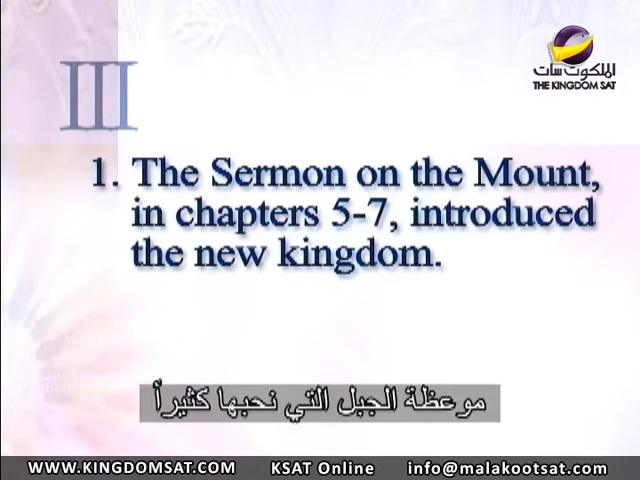 الملكوت سات
THE KINGDOM SAT
III
1. The Sermon on the Mount,
in chapters 5-7, introduced
the new kingdom.
موعظة الجبل التي نحبها كثيراً
WWW.KINGDOMSAT.COM KSAT Online info@malakootsat.com